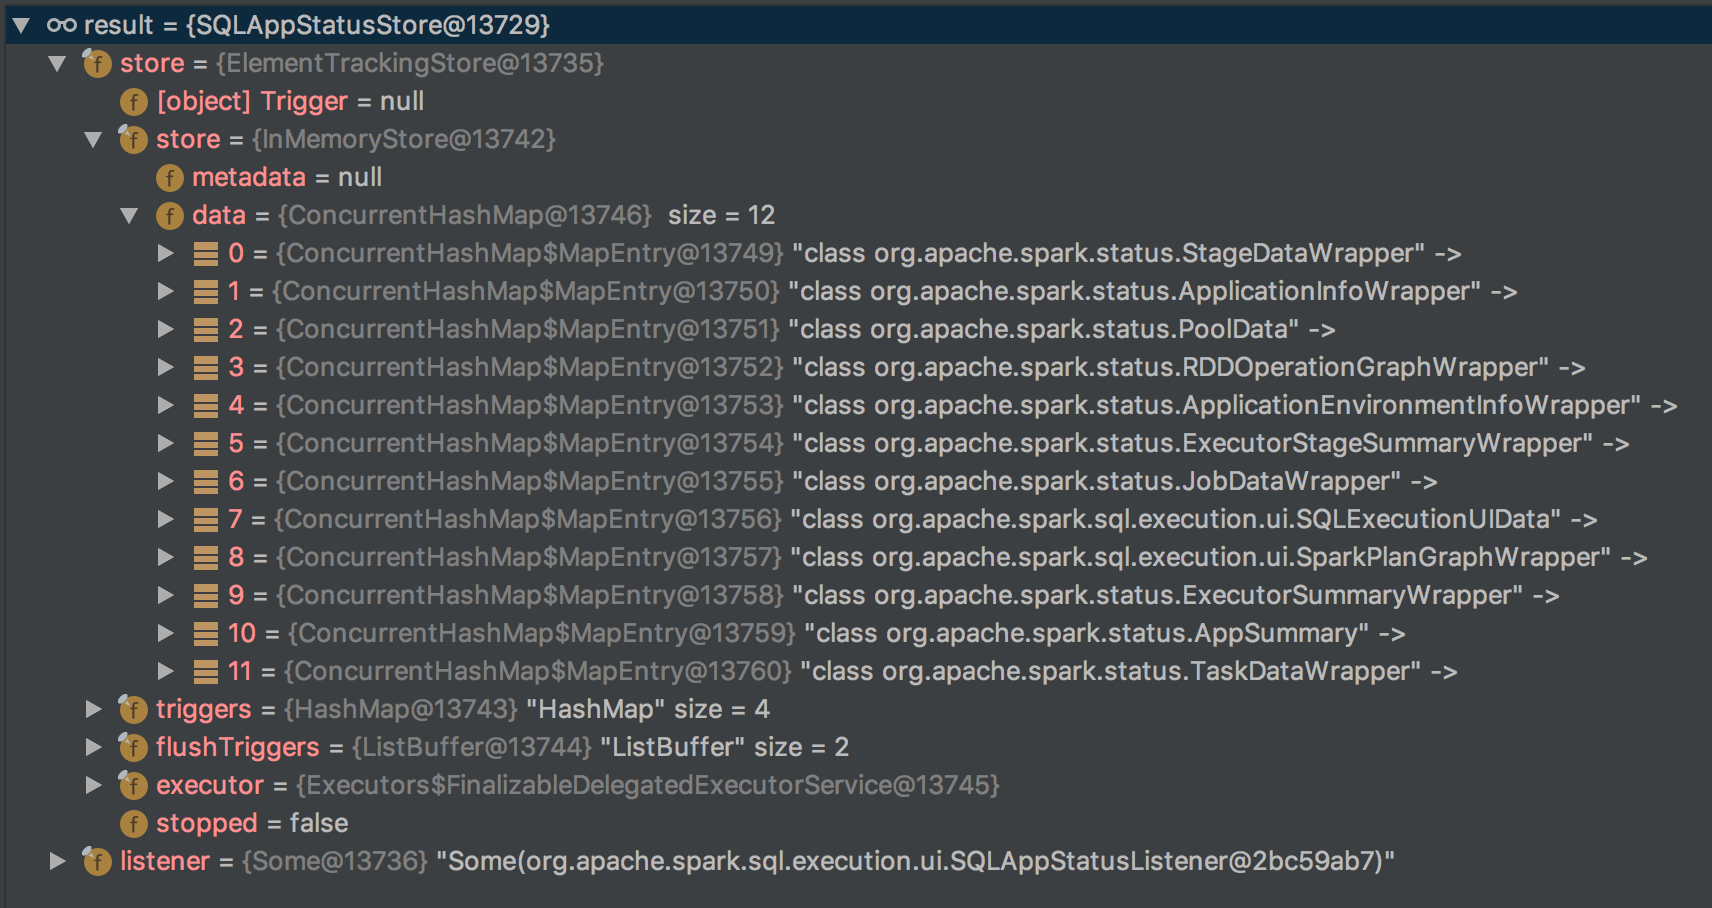 result = {SQLAppStatusStore@13729}
f store = {ElementTrackingStore@13735}
f [object] Trigger = null
f store = {InMemoryStore@13742}
f metadata = null
f data = {ConcurrentHashMap@13746} size = 12
0 = {ConcurrentHashMap$MapEntry@13749} "class org.apache.spark.status.StageDataWrapper" ->
1 = {ConcurrentHashMap$MapEntry@13750} "class org.apache.spark.status.ApplicationInfoWrapper" ->
2 = {ConcurrentHashMap$MapEntry@13751} "class org.apache.spark.status.PoolData" ->
3 = {ConcurrentHashMap$MapEntry@13752} "class org.apache.spark.status.RDDOperationGraphWrapper" ->
4 = {ConcurrentHashMap$MapEntry@13753} "class org.apache.spark.status.ApplicationEnvironmentInfoWrapper" ->
5 = {ConcurrentHashMap$MapEntry@13754} "class org.apache.spark.status.ExecutorStageSummaryWrapper" ->
6 = {ConcurrentHashMap$MapEntry@13755} "class org.apache.spark.status.JobDataWrapper" ->
7 = {ConcurrentHashMap$MapEntry@13756} "class org.apache.spark.sql.execution.ui.SQLExecutionUIData" ->
8 = {ConcurrentHashMap$MapEntry@13757} "class org.apache.spark.sql.execution.ui.SparkPlanGraphWrapper" ->
9 = {ConcurrentHashMap$MapEntry@13758} "class org.apache.spark.status.ExecutorSummaryWrapper" ->
10 = {ConcurrentHashMap$MapEntry@13759} "class org.apache.spark.status.AppSummary" ->
11 = {ConcurrentHashMap$MapEntry@13760} "class org.apache.spark.status.TaskDataWrapper" ->
f triggers = {HashMap@13743} "HashMap" size = 4
f flushTriggers = {ListBuffer@13744} "ListBuffer" size = 2
f executor = {Executors$FinalizableDelegatedExecutorService@13745}
f stopped = false
f listener = {Some@13736} "Some(org.apache.spark.sql.execution.ui.SQLAppStatusListener@2bc59ab7)"